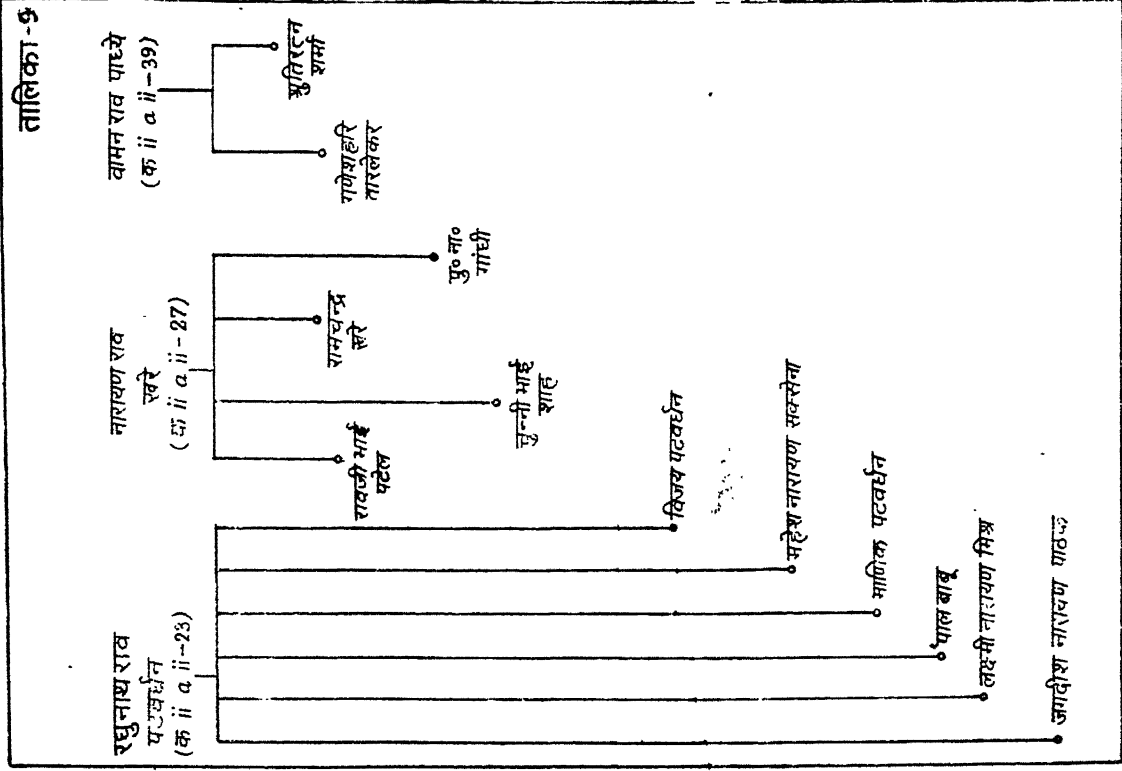 तालिका-9
रघुनाथ राव
पटवर्धन
(क ii a ii-23)
नारायण राव
खरे
(क ii a ii-27)
वामन राव पाध्ये
(क ii a ii-39)
जगदीश नारायण पाठक
लक्ष्मी नारायण मिश्र
पाल बाबू
माणिक पटवर्धन
महेश नारायण सक्सेना
विजय पटवर्धन
रावजी भाई
पटेल
चुन्नी भाई
शाह
रामचन्द्र
खरे
पु० ना०
गांधी
गणेशहरि
तारलेकर
श्रुतिरटन
शर्मा